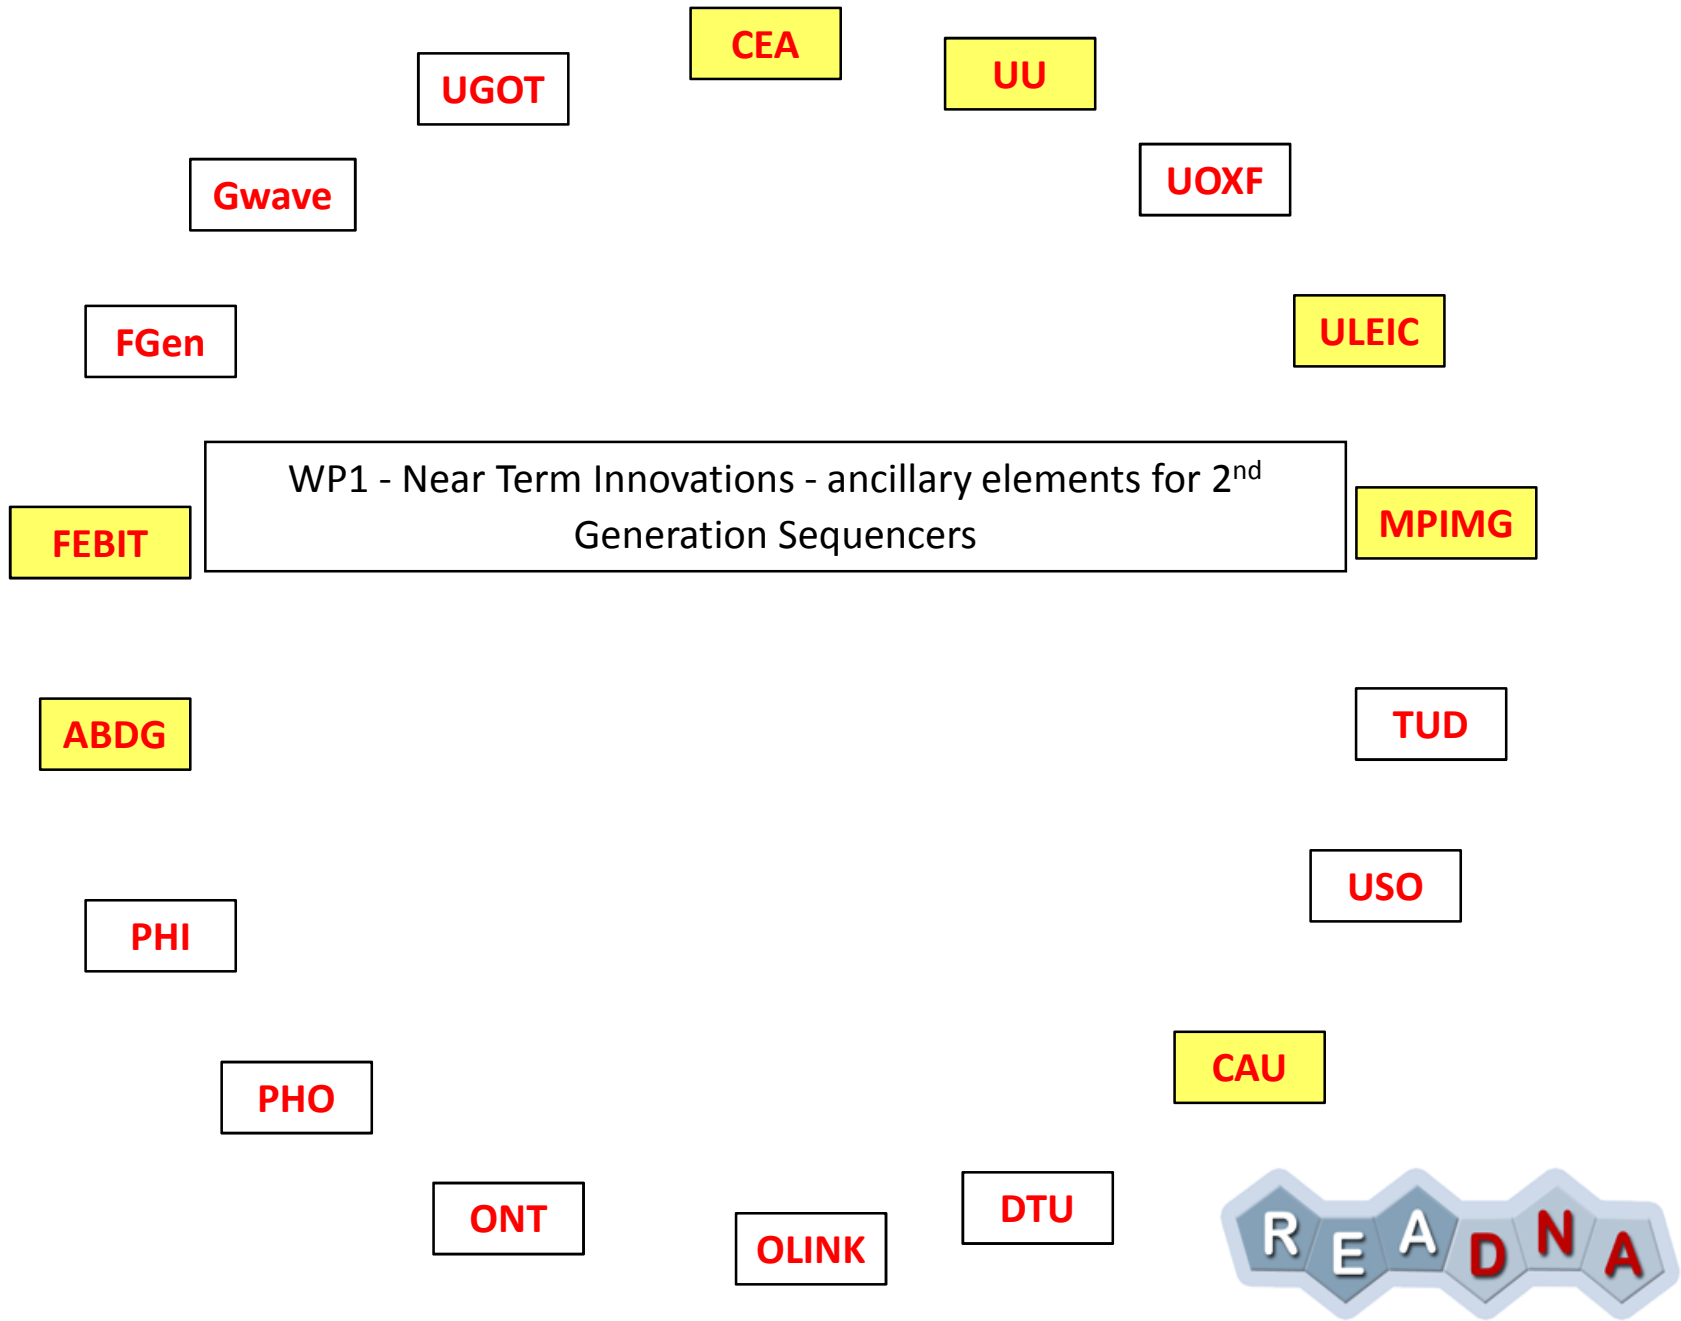 CEA
UU
UGOT
UOXF
Gwave
ULEIC
FGen
WP1 - Near Term Innovations - ancillary elements for 2nd
Generation Sequencers
MPIMG
FEBIT
TUD
ABDG
USO
PHI
CAU
PHO
DTU
ONT
OLINK
READNA